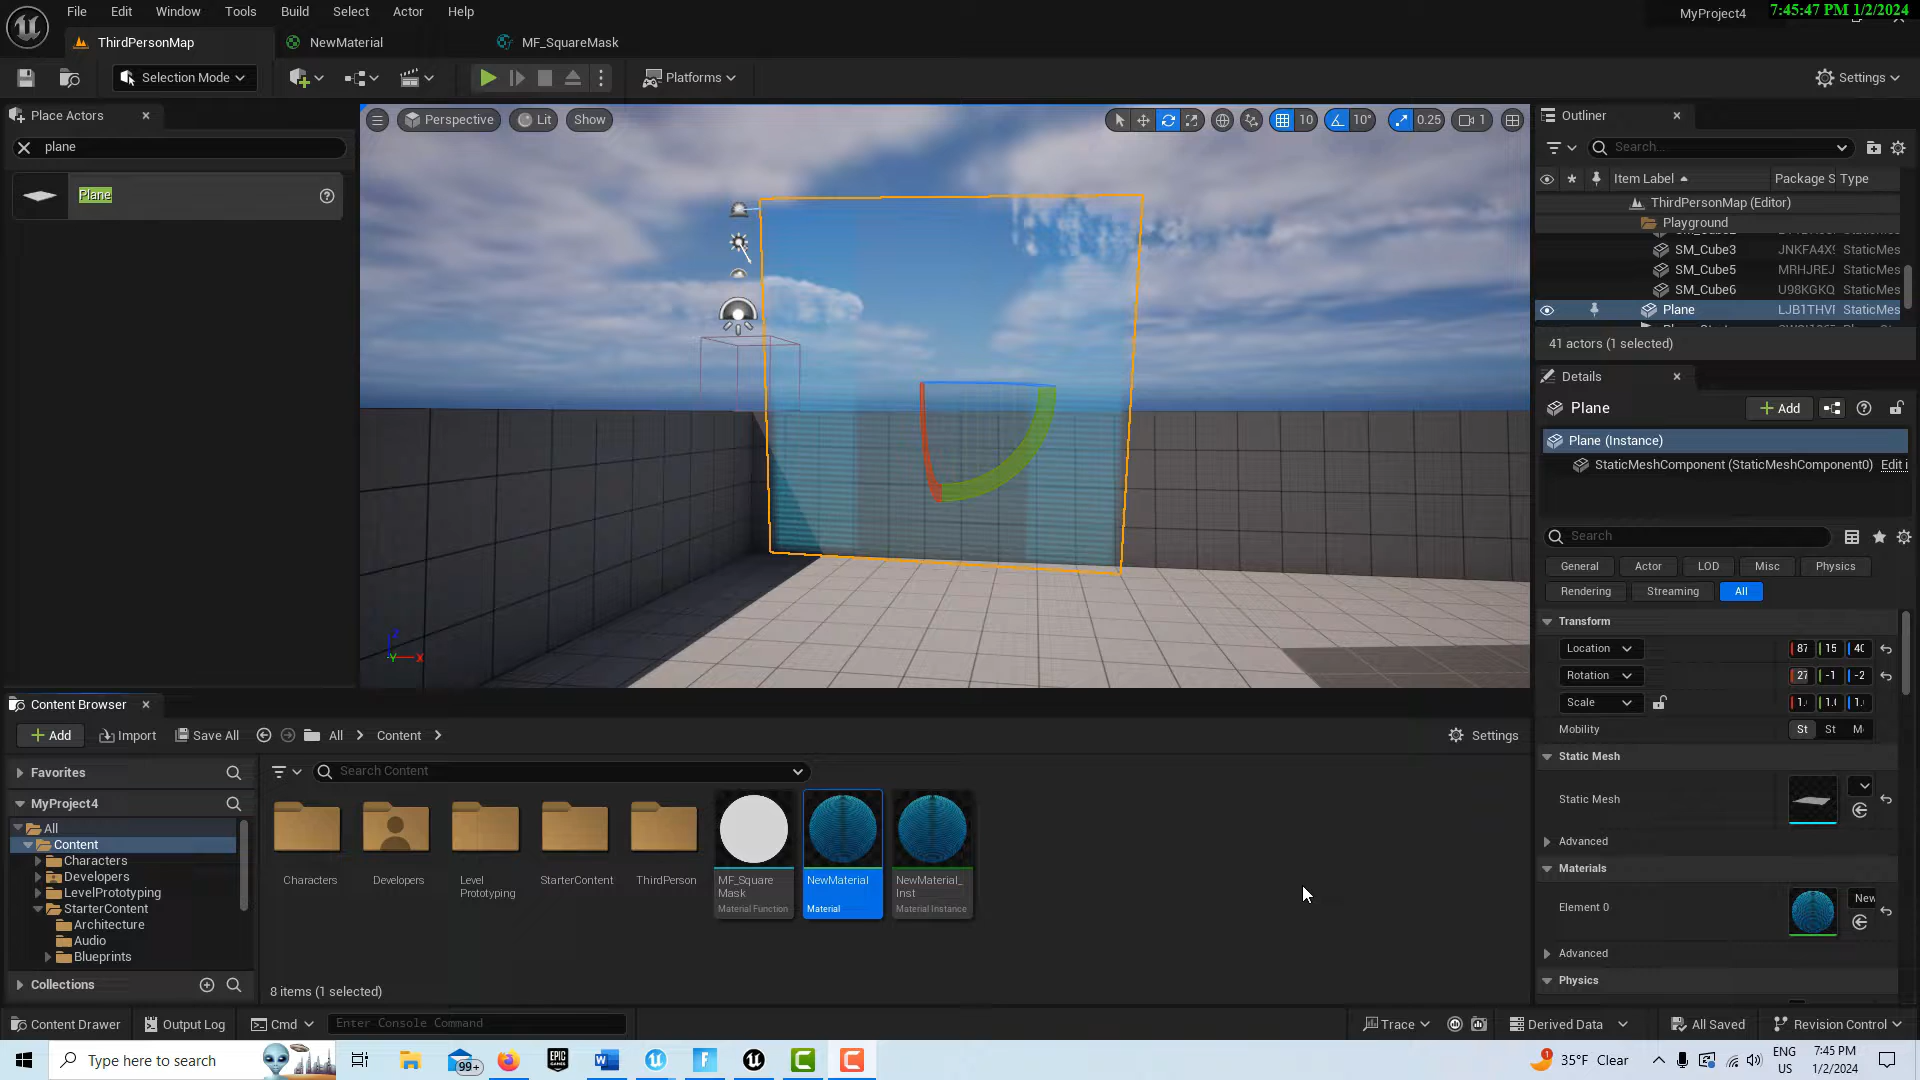 File Edit Window Tools Build Select Actor Help
MyProject4
7:45:47 PM 1/2/2024
ThirdPersonMap
NewMaterial
MF_SquareMask
Selection Mode
Platforms
Settings
Place Actors
plane
Plane
Perspective
Lit
Show
10
10°
0.25
1
Outliner
Search...
Item Label
Package S
Type
ThirdPersonMap (Editor)
Playground
SM_Cube3 JNKFA4X StaticMes
SM_Cube5 MRHJREJ StaticMes
SM_Cube6 U98KGKQ StaticMes
Plane LJB1THVI StaticMes
41 actors (1 selected)
Details
Plane
Add
Plane (Instance)
StaticMeshComponent (StaticMeshComponent0) Edit i
Search
General Actor LOD Misc Physics
Rendering Streaming All
Transform
Location 87 15 40
Rotation 27 -1 -2
Scale 1. 1. 1.
Mobility St St M
Static Mesh
Static Mesh
Advanced
Materials
Element 0
New
Advanced
Physics
Z
Y
X
Content Browser
Add
Import
Save All
All
Content
Settings
Favorites
Search Content
MyProject4
All
Content
Characters
Developers
LevelPrototyping
StarterContent
Architecture
Audio
Blueprints
Collections
Characters
Developers
Level
Prototyping
StarterContent
ThirdPerson
MF_Square
Mask
Material Function
NewMaterial
Material
NewMaterial_
Inst
Material Instance
8 items (1 selected)
Content Drawer
Output Log
Cmd
Enter Console Command
Trace
Derived Data
All Saved
Revision Control
Type here to search
99+
EPIC
GAMES
1
35°F Clear
ENG
US
7:45 PM
1/2/2024